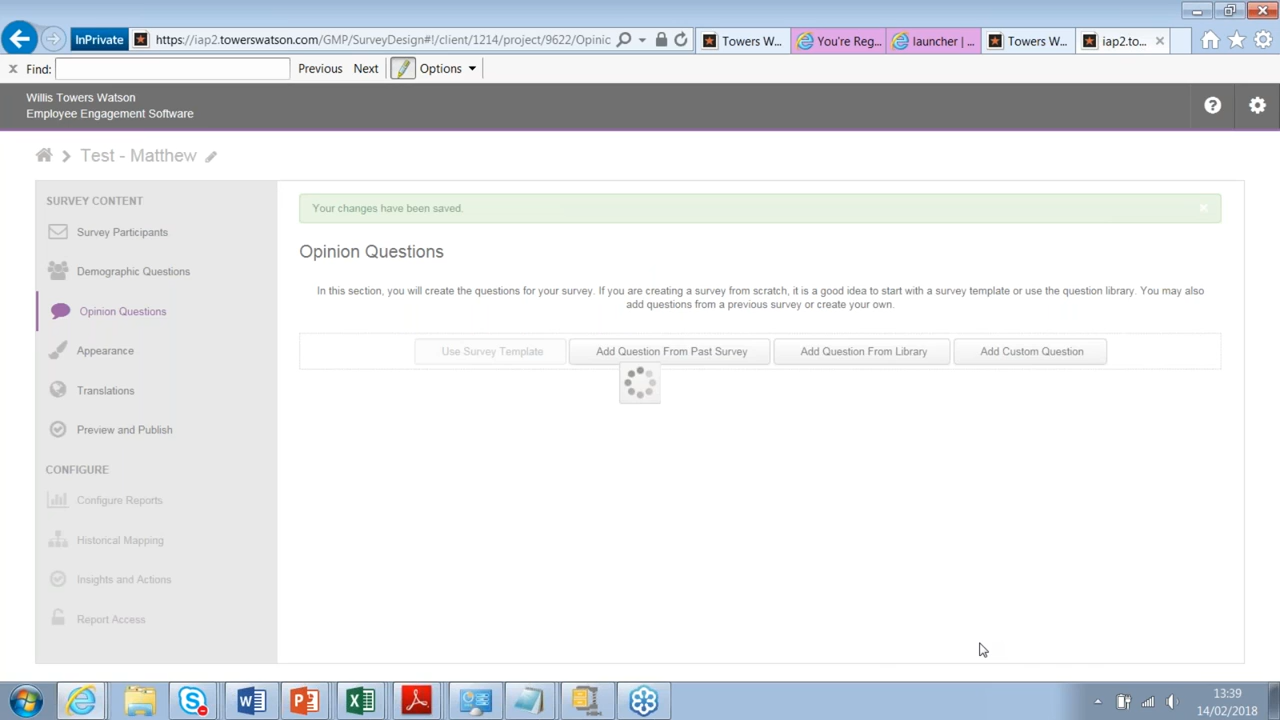 InPrivate
https://iap2.towerswatson.com/GMP/SurveyDesign#!/client/1214/project/9622/Opinic
Towers W...
You're Reg...
launcher | ...
Towers W...
iap2.to...
X Find:
Previous
Next
Options
Willis Towers Watson
Employee Engagement Software
Test - Matthew
SURVEY CONTENT
Survey Participants
Demographic Questions
Opinion Questions
Appearance
Translations
Preview and Publish
CONFIGURE
Configure Reports
Historical Mapping
Insights and Actions
Report Access
Your changes have been saved.
Opinion Questions
In this section, you will create the questions for your survey. If you are creating a survey from scratch, it is a good idea to start with a survey template or use the question library. You may also
add questions from a previous survey or create your own.
Use Survey Template
Add Question From Past Survey
Add Question From Library
Add Custom Question
13:39
14/02/2018